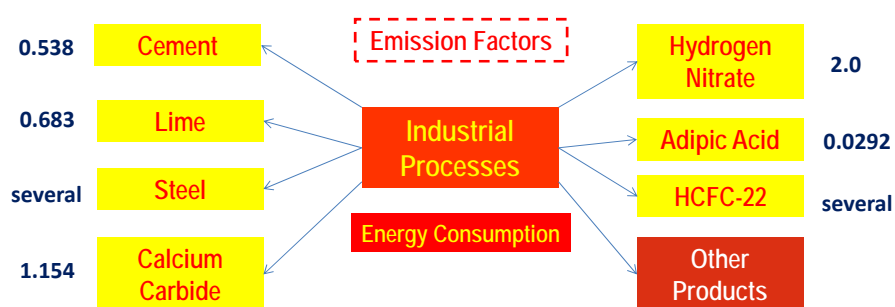 0.538
Cement
Emission Factors
Hydrogen
Nitrate
2.0
0.683
Lime
Industrial
Processes
Adipic Acid
0.0292
several
Steel
HCFC-22
several
Energy Consumption
1.154
Calcium
Carbide
Other
Products